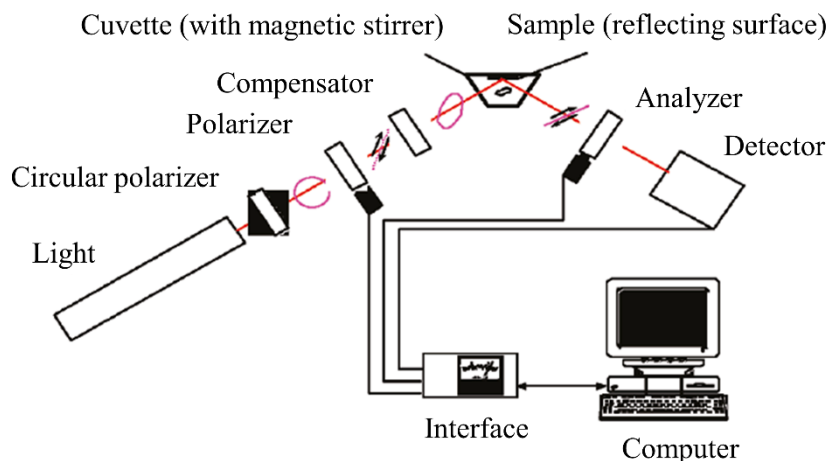 Cuvette (with magnetic stirrer)
Sample (reflecting surface)
Compensator
Analyzer
Polarizer
Detector
Circular polarizer
Light
Interface
Computer